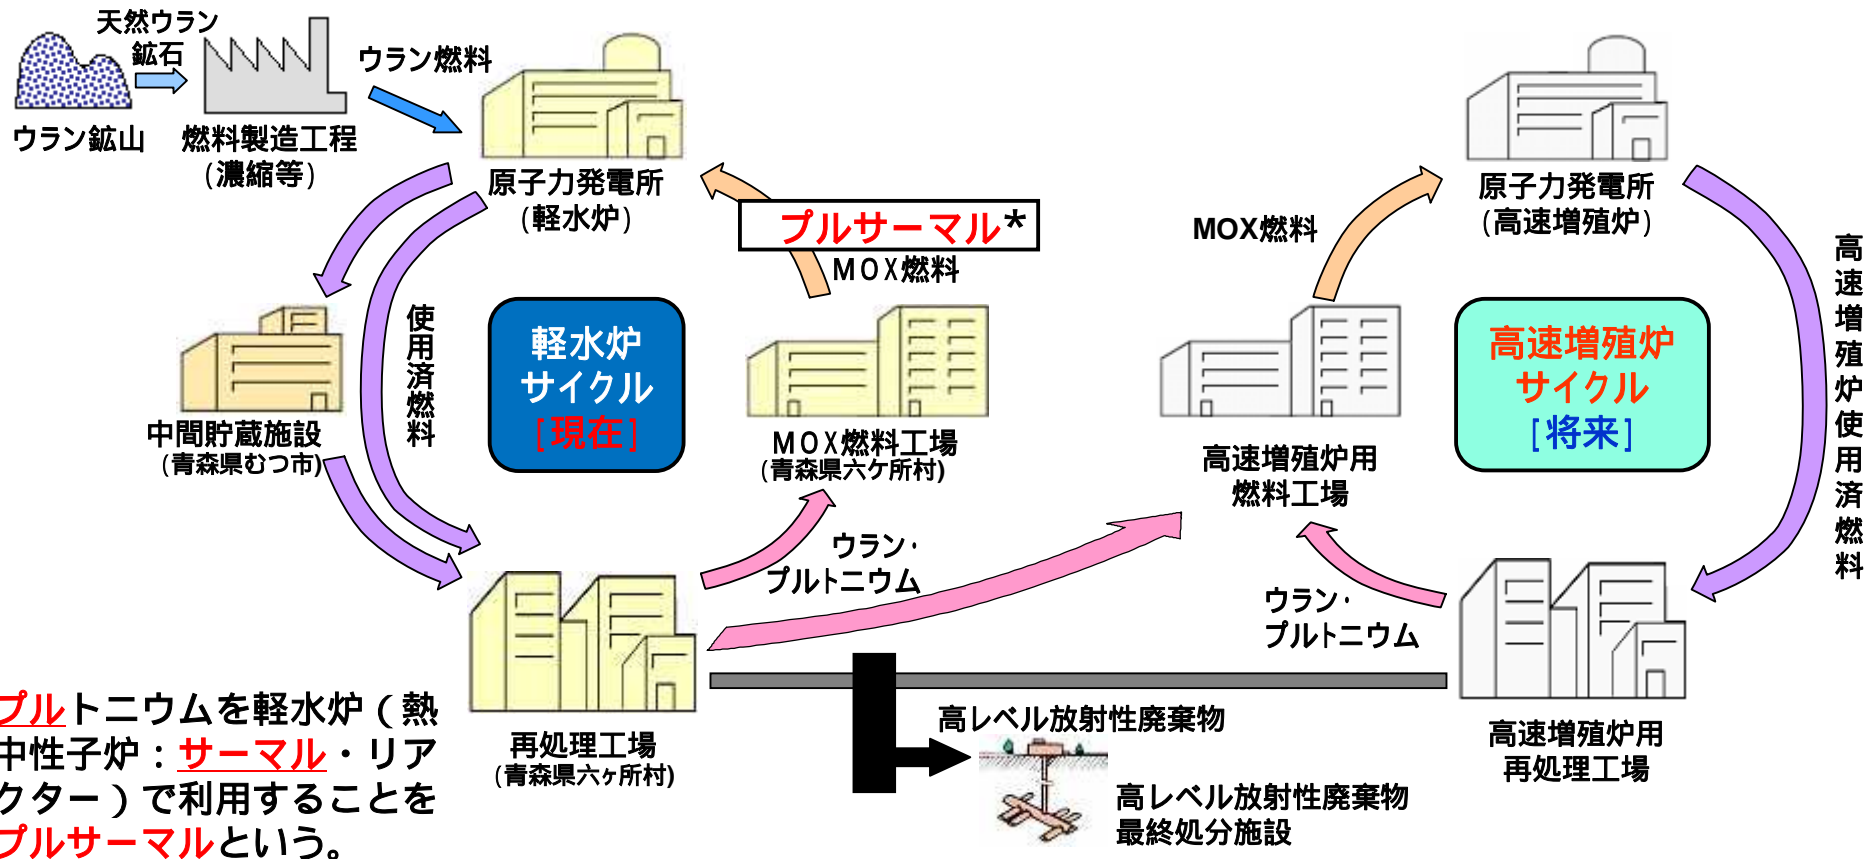 天然ウラン
鉱石
ウラン燃料
ウラン鉱山
燃料製造工程
(濃縮等)
原子力発電所
(軽水炉)
プルサーマル*
MOX燃料
使用済燃料
軽水炉
サイクル
[現在]
中間貯蔵施設
(青森県むつ市)
MOX燃料工場
(青森県六ケ所村)
ウラン・
プルトニウム
再処理工場
(青森県六ヶ所村)
MOX燃料
原子力発電所
(高速増殖炉)
高速増殖炉使用済燃料
高速増殖炉
サイクル
[将来]
高速増殖炉用
燃料工場
ウラン・
プルトニウム
高速増殖炉用
再処理工場
高レベル放射性廃棄物
高レベル放射性廃棄物
最終処分施設
プルトニウムを軽水炉（熱
中性子炉：サーマル・リア
クター）で利用することを
プルサーマルという。